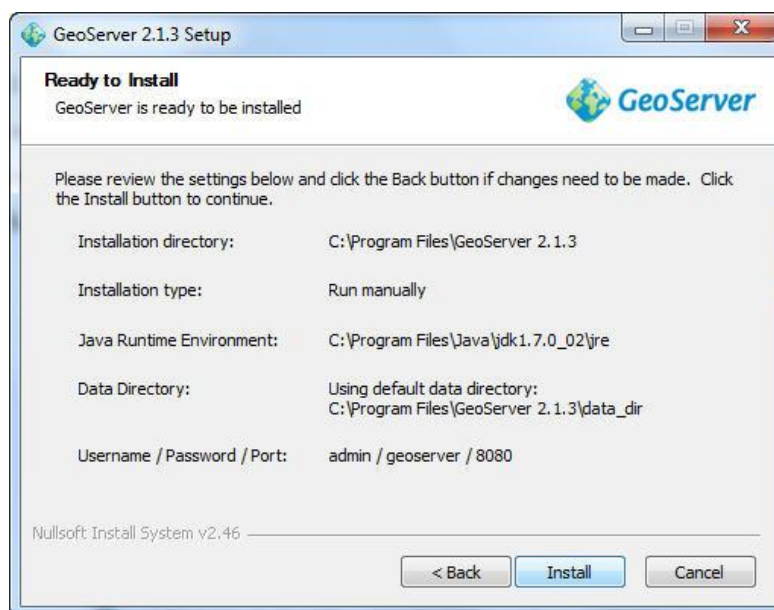 GeoServer 2.1.3 Setup
Ready to Install
GeoServer is ready to be installed
GeoServer
Please review the settings below and click the Back button if changes need to be made. Click
the Install button to continue.
Installation directory: C:\Program Files\GeoServer 2.1.3
Installation type: Run manually
Java Runtime Environment: C:\Program Files\Java\jdk1.7.0_02\jre
Data Directory: Using default data directory:
C:\Program Files\GeoServer 2.1.3\data_dir
Username / Password / Port: admin / geoserver / 8080
Nullsoft Install System v2.46
< Back Install Cancel